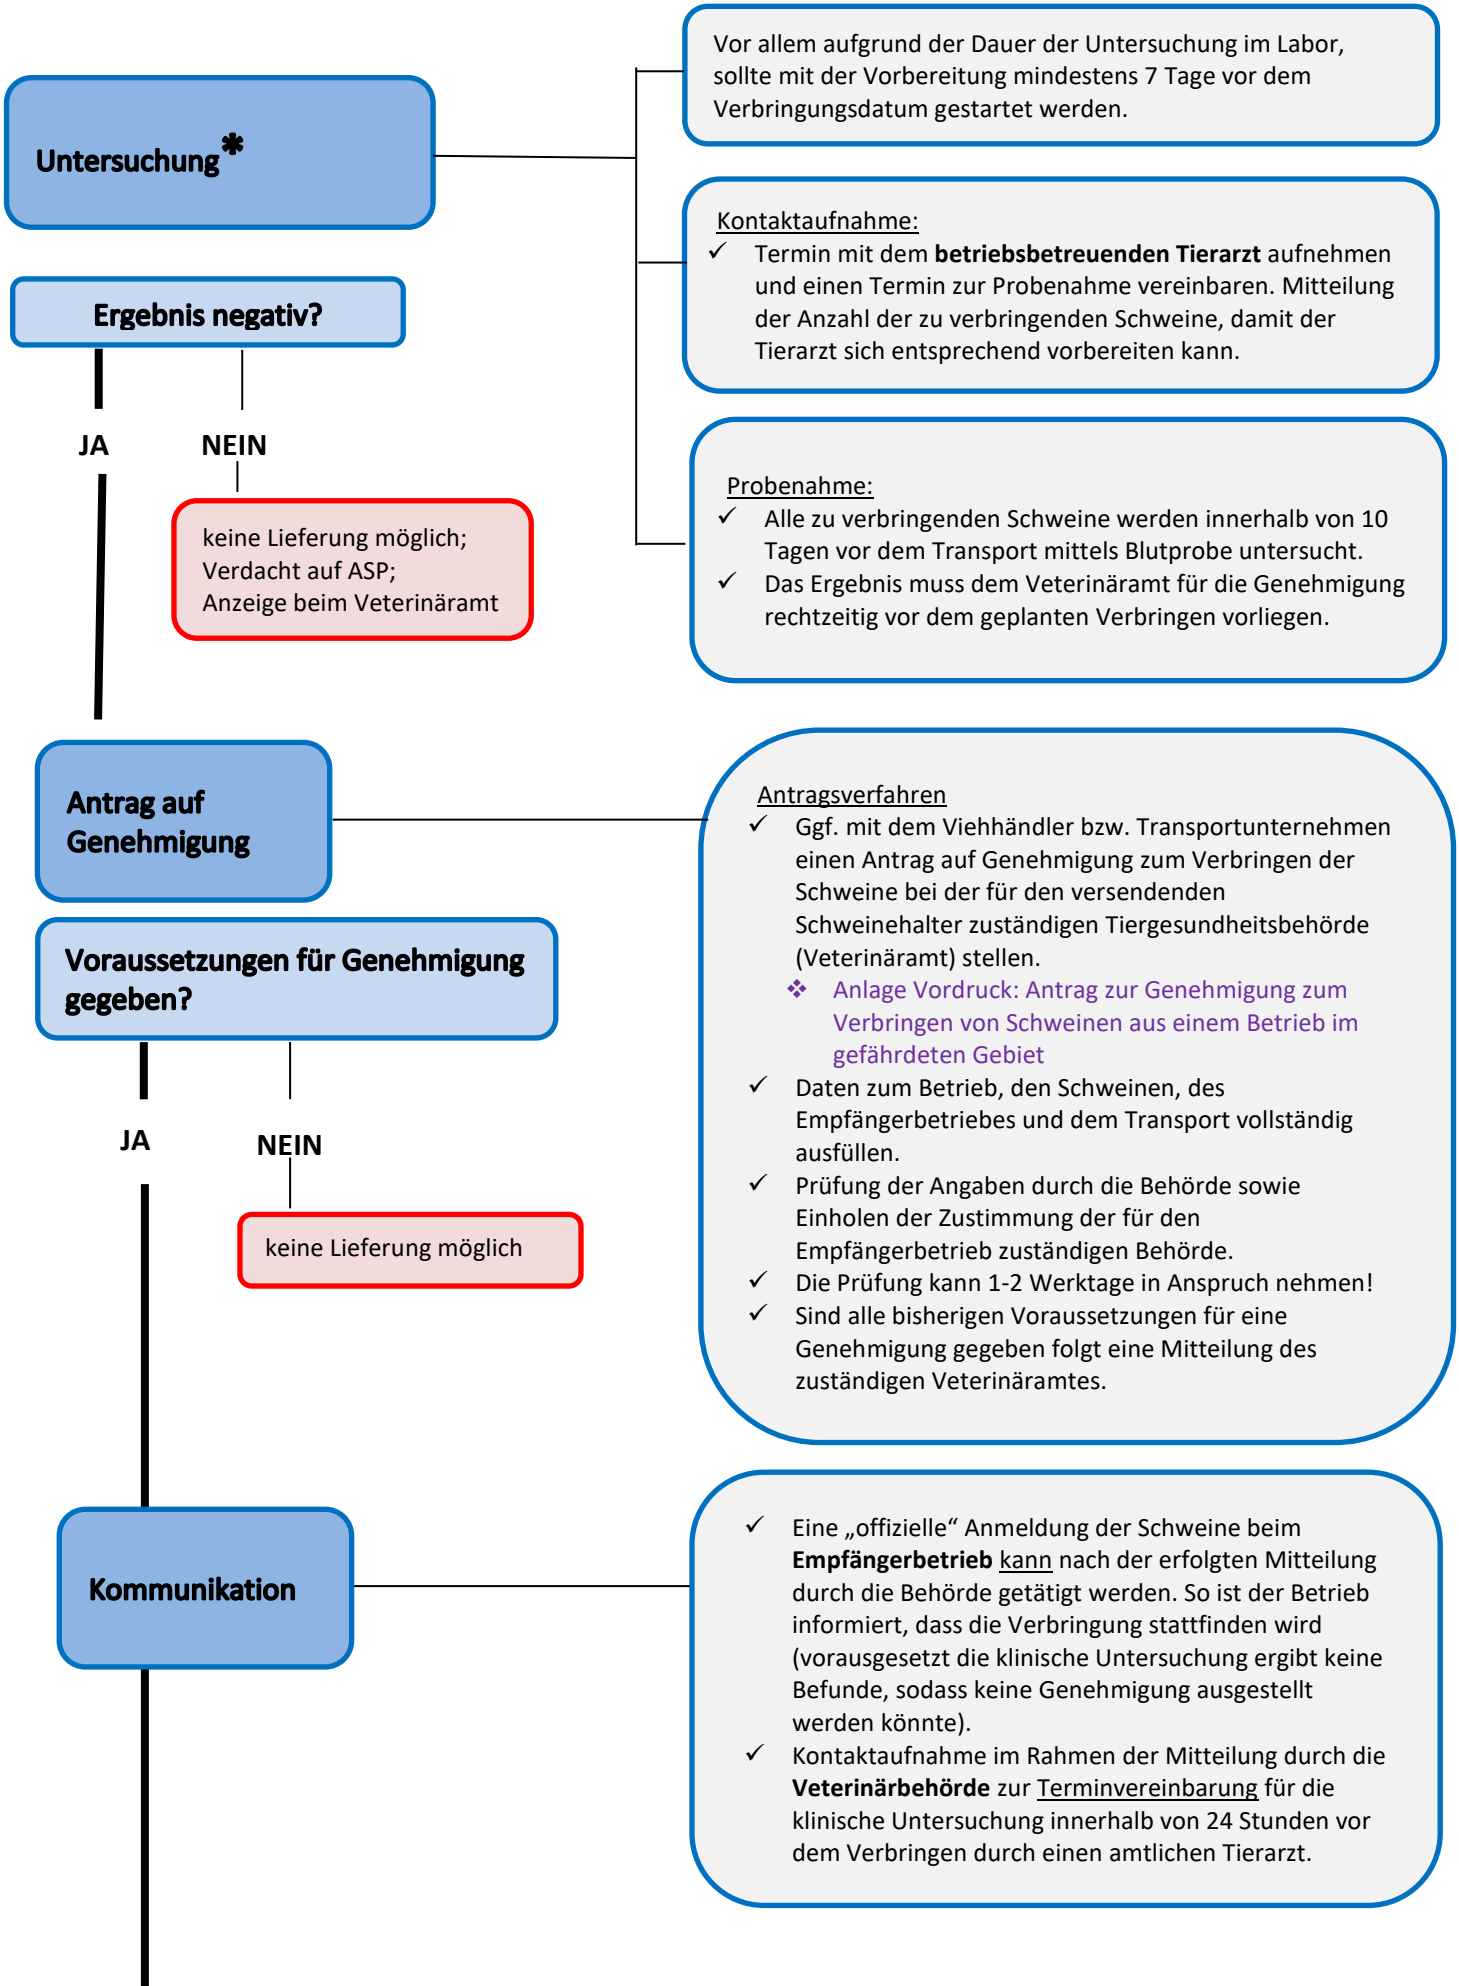 Untersuchung*
Vor allem aufgrund der Dauer der Untersuchung im Labor,
sollte mit der Vorbereitung mindestens 7 Tage vor dem
Verbringungsdatum gestartet werden.
Kontaktaufnahme:
✓ Termin mit dem betriebsbetreuenden Tierarzt aufnehmen
und einen Termin zur Probenahme vereinbaren. Mitteilung
der Anzahl der zu verbringenden Schweine, damit der
Tierarzt sich entsprechend vorbereiten kann.
Probenahme:
✓ Alle zu verbringenden Schweine werden innerhalb von 10
Tagen vor dem Transport mittels Blutprobe untersucht.
✓ Das Ergebnis muss dem Veterinäramt für die Genehmigung
rechtzeitig vor dem geplanten Verbringen vorliegen.
Ergebnis negativ?
JA
NEIN
keine Lieferung möglich;
Verdacht auf ASP;
Anzeige beim Veterinäramt
Antrag auf
Genehmigung
Antragsverfahren
✓ Ggf. mit dem Viehhändler bzw. Transportunternehmen
einen Antrag auf Genehmigung zum Verbringen der
Schweine bei der für den versendenden
Schweinehalter zuständigen Tiergesundheitsbehörde
(Veterinäramt) stellen.
❖ Anlage Vordruck: Antrag zur Genehmigung zum
Verbringen von Schweinen aus einem Betrieb im
gefährdeten Gebiet
✓ Daten zum Betrieb, den Schweinen, des
Empfängerbetriebes und dem Transport vollständig
ausfüllen.
✓ Prüfung der Angaben durch die Behörde sowie
Einholen der Zustimmung der für den
Empfängerbetrieb zuständigen Behörde.
✓ Die Prüfung kann 1-2 Werktage in Anspruch nehmen!
✓ Sind alle bisherigen Voraussetzungen für eine
Genehmigung gegeben folgt eine Mitteilung des
zuständigen Veterinäramtes.
Voraussetzungen für Genehmigung
gegeben?
JA
NEIN
keine Lieferung möglich
Kommunikation
✓ Eine „offizielle“ Anmeldung der Schweine beim
Empfängerbetrieb kann nach der erfolgten Mitteilung
durch die Behörde getätigt werden. So ist der Betrieb
informiert, dass die Verbringung stattfinden wird
(vorausgesetzt die klinische Untersuchung ergibt keine
Befunde, sodass keine Genehmigung ausgestellt
werden könnte).
✓ Kontaktaufnahme im Rahmen der Mitteilung durch die
Veterinärbehörde zur Terminvereinbarung für die
klinische Untersuchung innerhalb von 24 Stunden vor
dem Verbringen durch einen amtlichen Tierarzt.